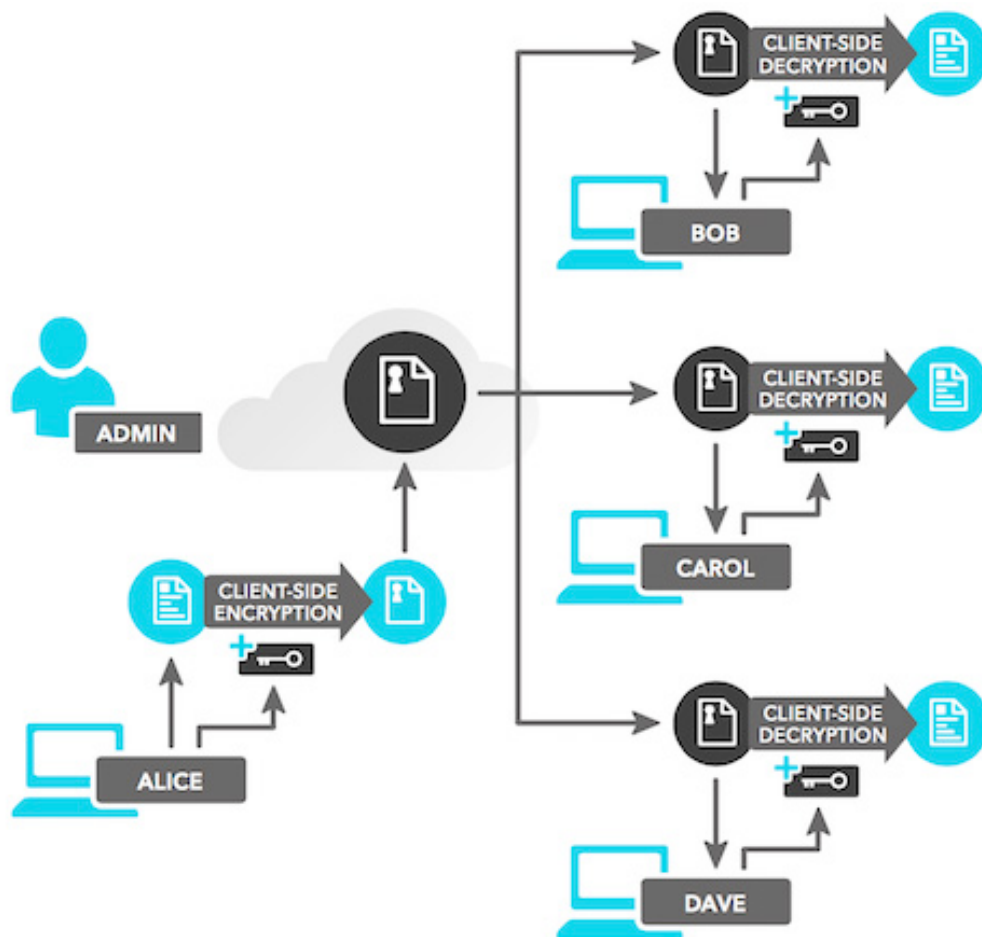 CLIENT-SIDE
DECRYPTION
BOB
ADMIN
CLIENT-SIDE
DECRYPTION
CAROL
CLIENT-SIDE
ENCRYPTION
ALICE
CLIENT-SIDE
DECRYPTION
DAVE